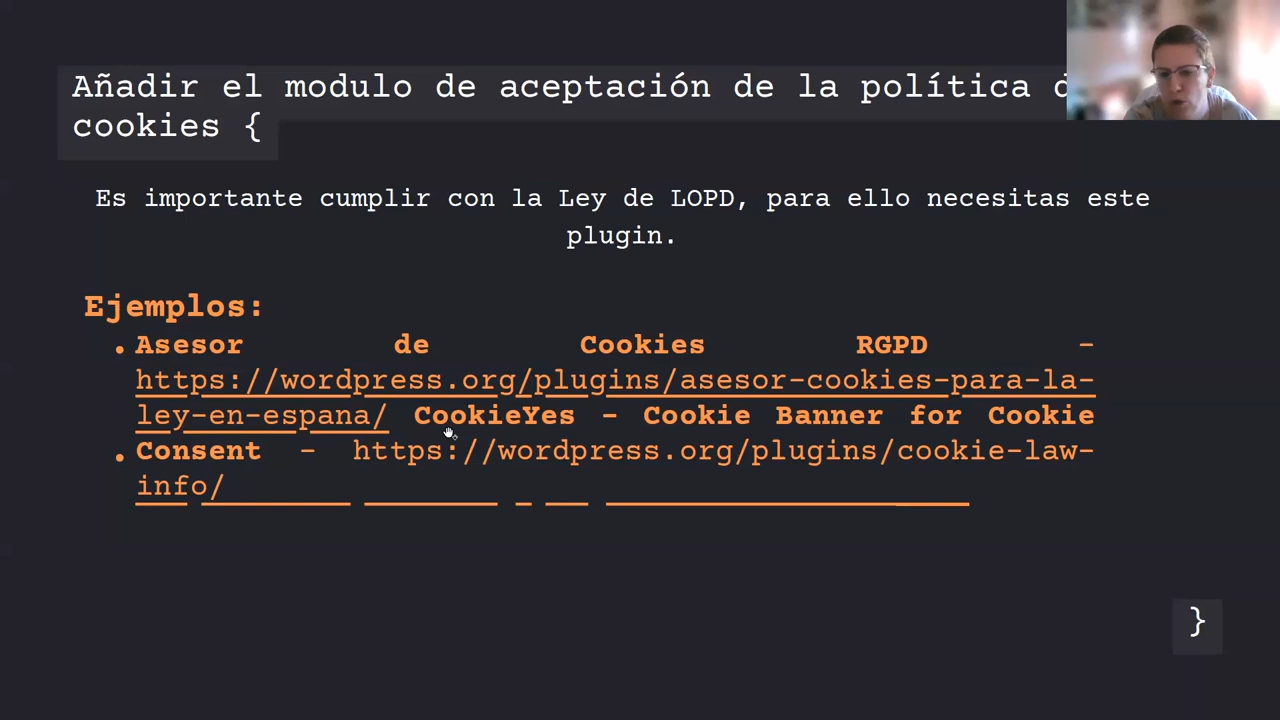 Añadir el modulo de aceptación de la política
cookies {
Es importante cumplir con la Ley de LOPD, para ello necesitas este
plugin.
Ejemplos:
• Asesor de Cookies RGPD -
https://wordpress.org/plugins/asesor-cookies-para-la-
ley-en-espana/ CookieYes - Cookie Banner for Cookie
• Consent - https://wordpress.org/plugins/cookie-law-
info/
}